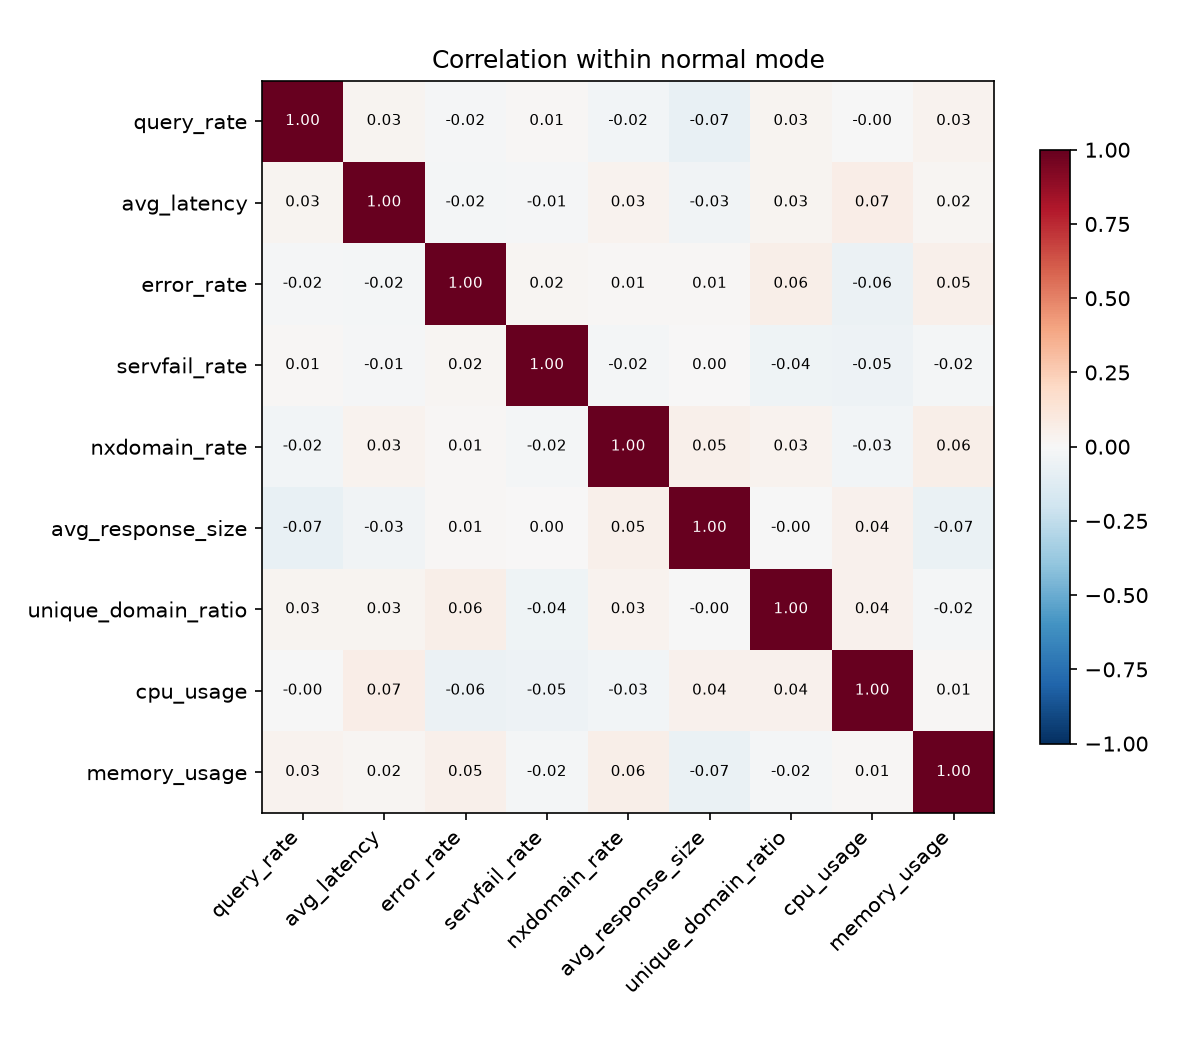 Correlation within normal mode
query_rate 1.00 0.03 -0.02 0.01 -0.02 -0.07 0.03 -0.00 0.03
avg_latency 0.03 1.00 -0.02 -0.01 0.03 -0.03 0.03 0.07 0.02
error_rate -0.02 -0.02 1.00 0.02 0.01 0.01 0.06 -0.06 0.05
servfail_rate 0.01 -0.01 0.02 1.00 -0.02 0.00 -0.04 -0.05 -0.02
nxdomain_rate -0.02 0.03 0.01 -0.02 1.00 0.05 0.03 -0.03 0.06
avg_response_size -0.07 -0.03 0.01 0.00 0.05 1.00 -0.00 0.04 -0.07
unique_domain_ratio 0.03 0.03 0.06 -0.04 0.03 -0.00 1.00 0.04 -0.02
cpu_usage -0.00 0.07 -0.06 -0.05 -0.03 0.04 0.04 1.00 0.01
memory_usage 0.03 0.02 0.05 -0.02 0.06 -0.07 -0.02 0.01 1.00
query_rate
avg_latency
error_rate
servfail_rate
nxdomain_rate
avg_response_size
unique_domain_ratio
cpu_usage
memory_usage
1.00
0.75
0.50
0.25
0.00
−0.25
−0.50
−0.75
−1.00